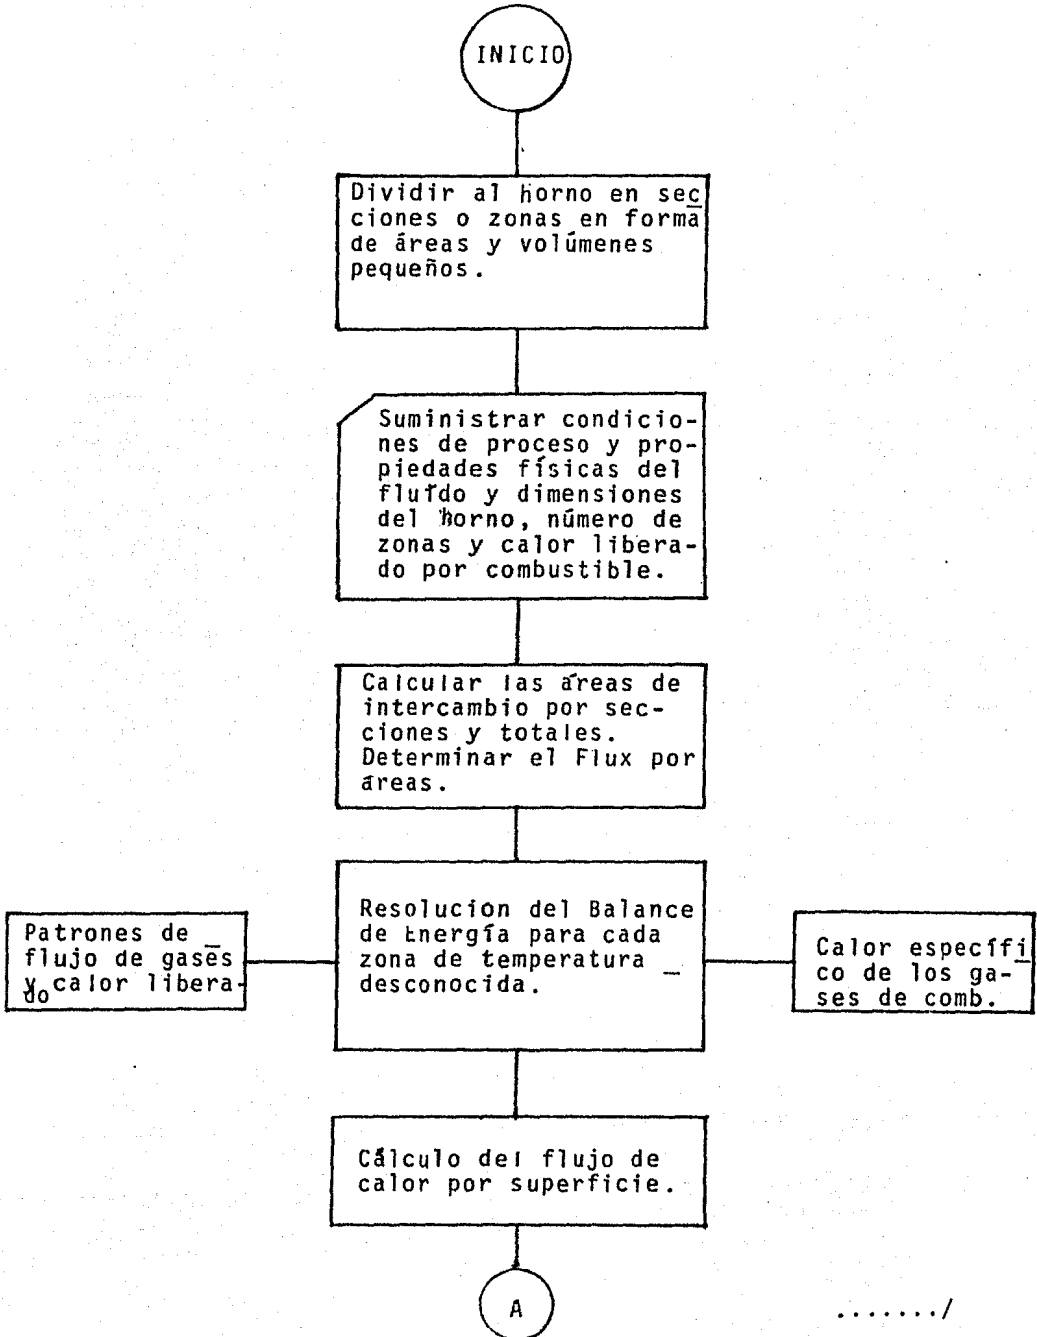 INICIO
Dividir al horno en sec
ciones o zonas en forma
de áreas y volúmenes
pequeños.
Suministrar condicio-
nes de proceso y pro-
piedades físicas del
fluído y dimensiones
del horno, número de
zonas y calor libera-
do por combustible.
Calcular las áreas de
intercambio por sec-
ciones y totales.
Determinar el Flux por
áreas.
Patrones de
flujo de gases
y calor libera-
do
Resolución del Balance
de Energía para cada
zona de temperatura
desconocida.
Calor específi
co de los ga-
ses de comb.
Cálculo del flujo de
calor por superficie.
A
......./